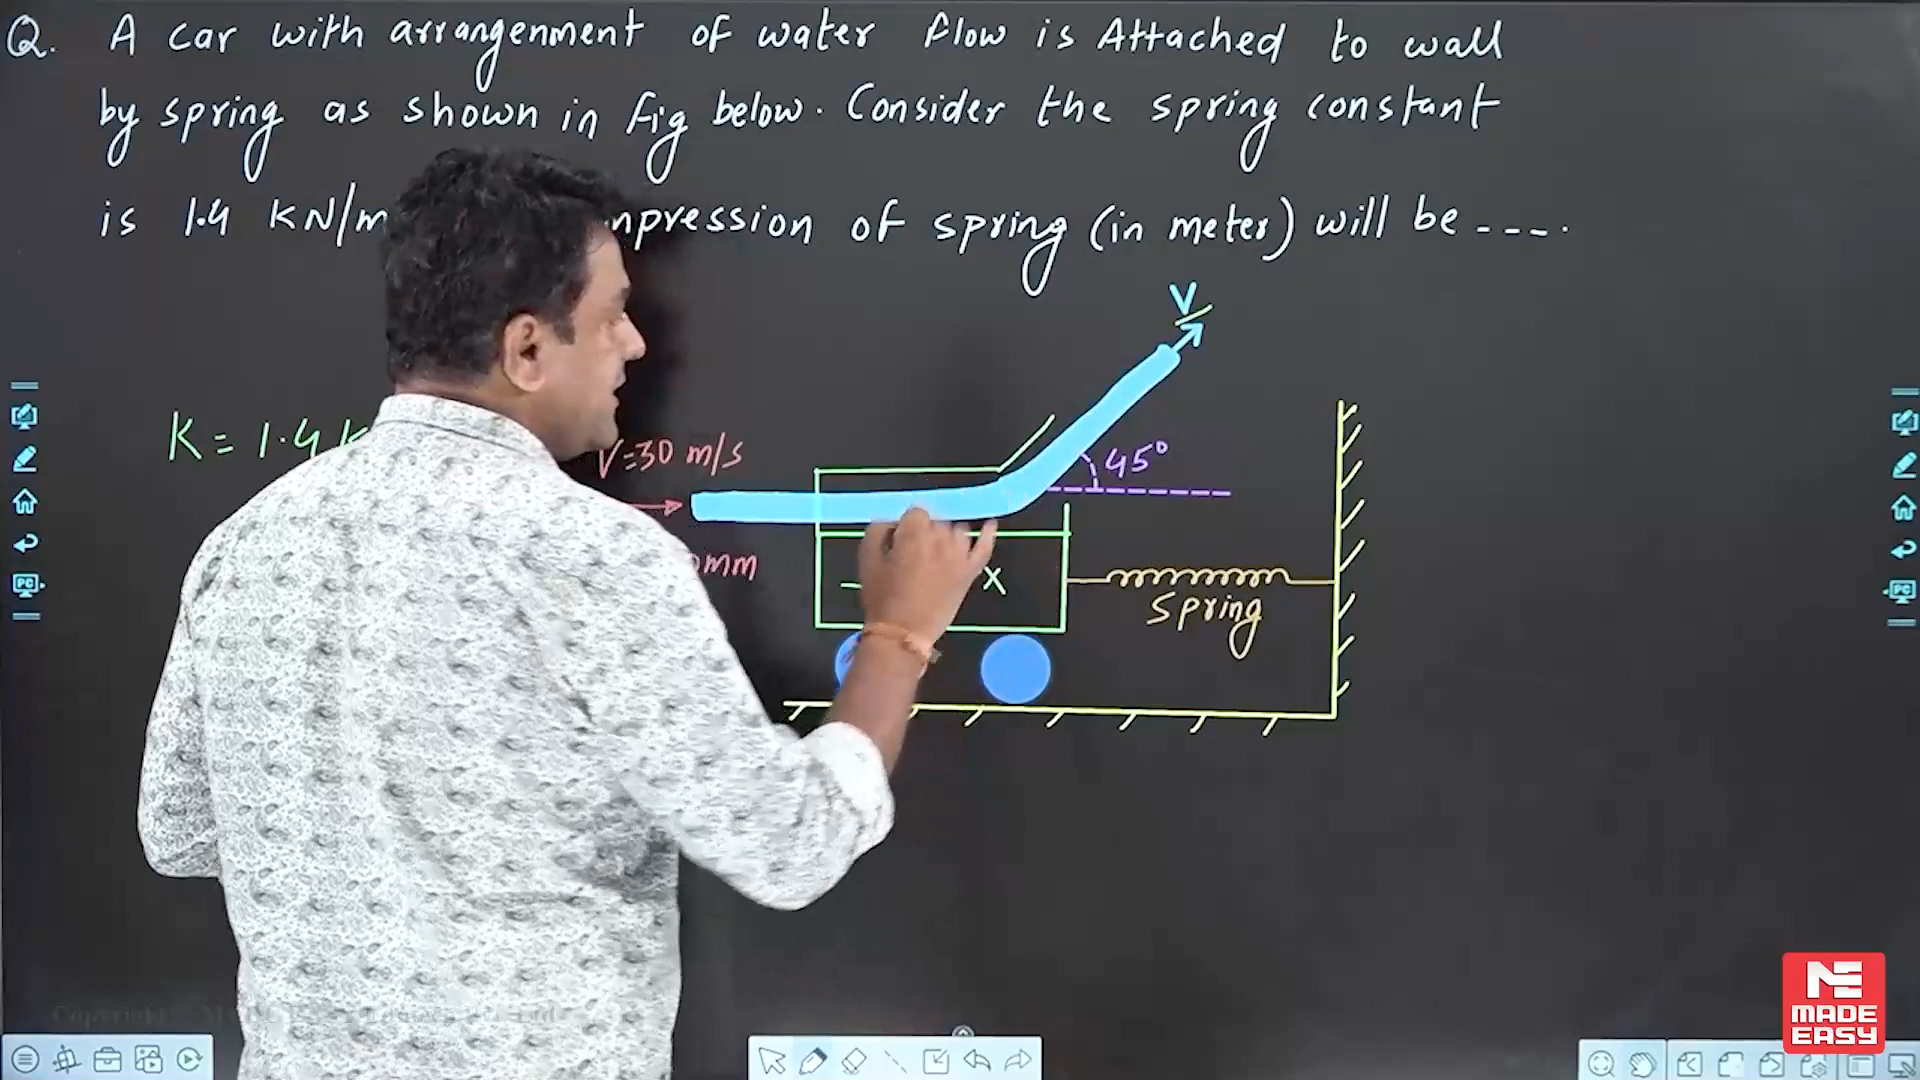 Q. A car with arrangenment of water flow is Attached to wall
by spring as shown in fig below. Consider the spring constant
is 1.4 KN/m mpression of spring (in meter) will be ----.
V
K = 1.4 K
V=30 m/s
45°
mm
x
spring
MADE
EASY